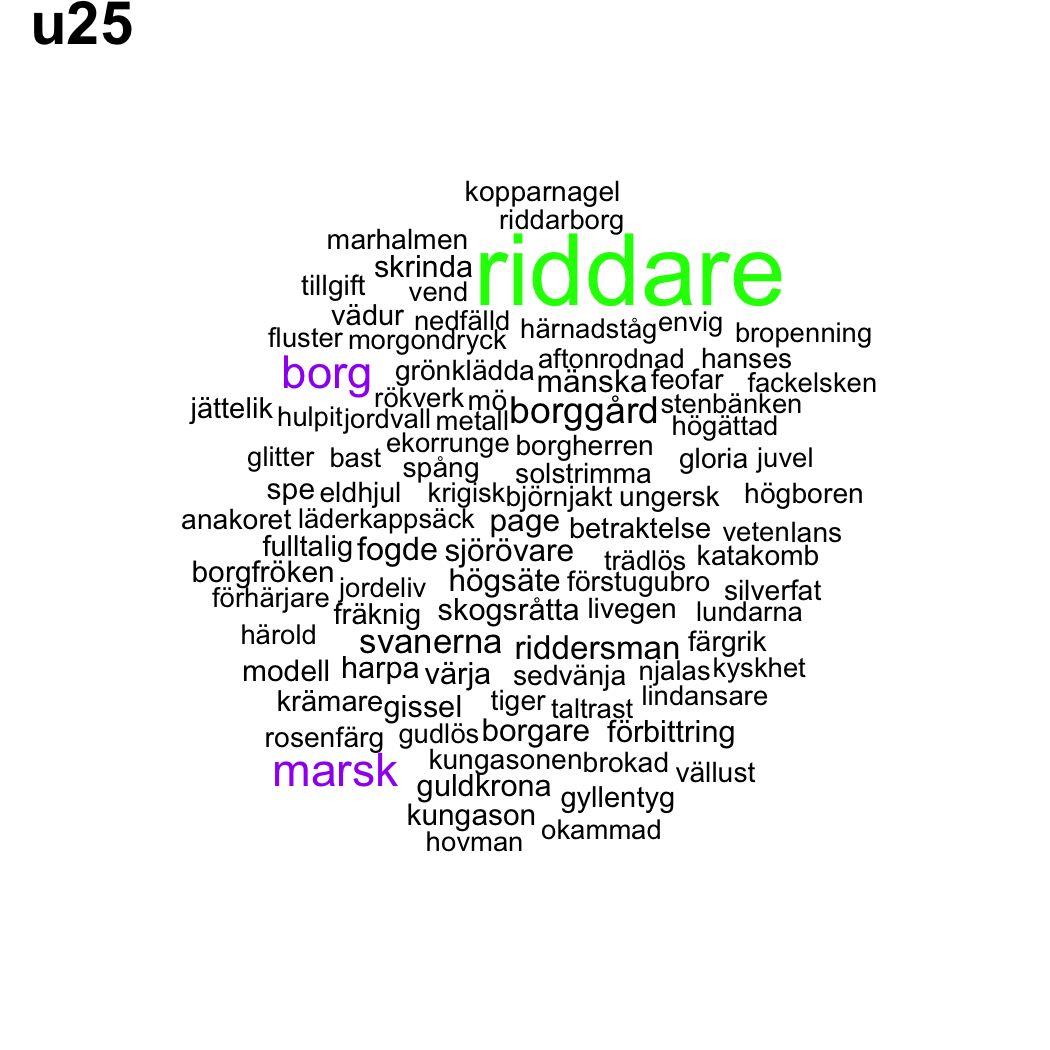 u25
kopparnagel
riddarborg
marhalmen
skrinda riddare
tillgift vend
vädur nedfälld härnadståg envig bropenning
fluster morgondryck
aftonrodnad hanses
borg grönklädda mänska feofar fackelsken
jättelik rökverk mö borggård stenbänken
hulpit jordvall metall högättad
ekorrunge borgherren
glitter bast spång solstrimma gloria juvel
spe eldhjul krigisk björnjakt ungersk högboren
anakoret läderkappsäck page betraktelse vetenlans
fulltalig fogde sjörövare trädlös katakomb
borgfröken jordeliv högsäte förstugubro silverfat
förhärjare fräknig skogsråtta livegen lundarna
härold svanerna riddersman färgrik
modell harpa värja sedvänja njalas kyskhet
krämare gissel tiger taltrast lindansare
rosenfärg gudlös borgare förbittring
marsk kungasonen brokad vällust
guldkrona gyllentyg
kungason okammad
hovman